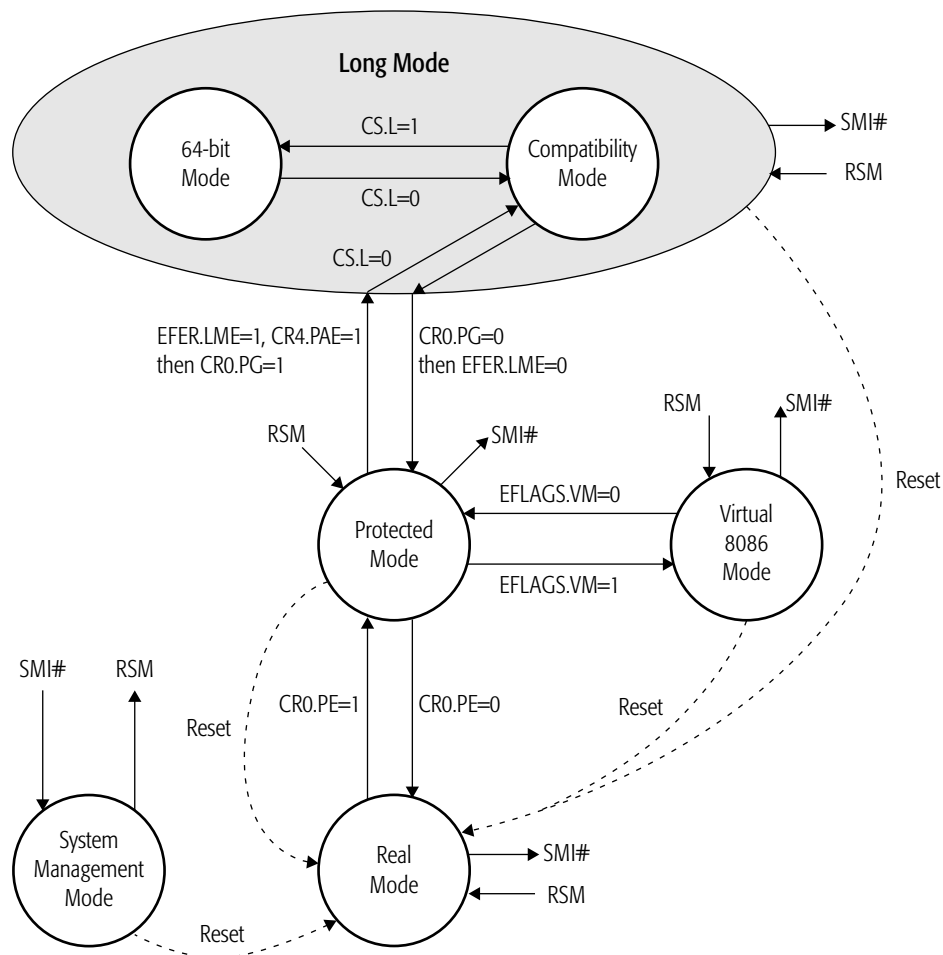 Long Mode
64-bit
Mode
CS.L=1
CS.L=0
Compatibility
Mode
SMI#
RSM
CS.L=0
EFER.LME=1, CR4.PAE=1
then CR0.PG=1
CR0.PG=0
then EFER.LME=0
RSM
SMI#
RSM
SMI#
Reset
Protected
Mode
EFLAGS.VM=0
EFLAGS.VM=1
Virtual
8086
Mode
SMI#
RSM
Reset
CR0.PE=1
CR0.PE=0
Reset
System
Management
Mode
Real
Mode
SMI#
RSM
Reset